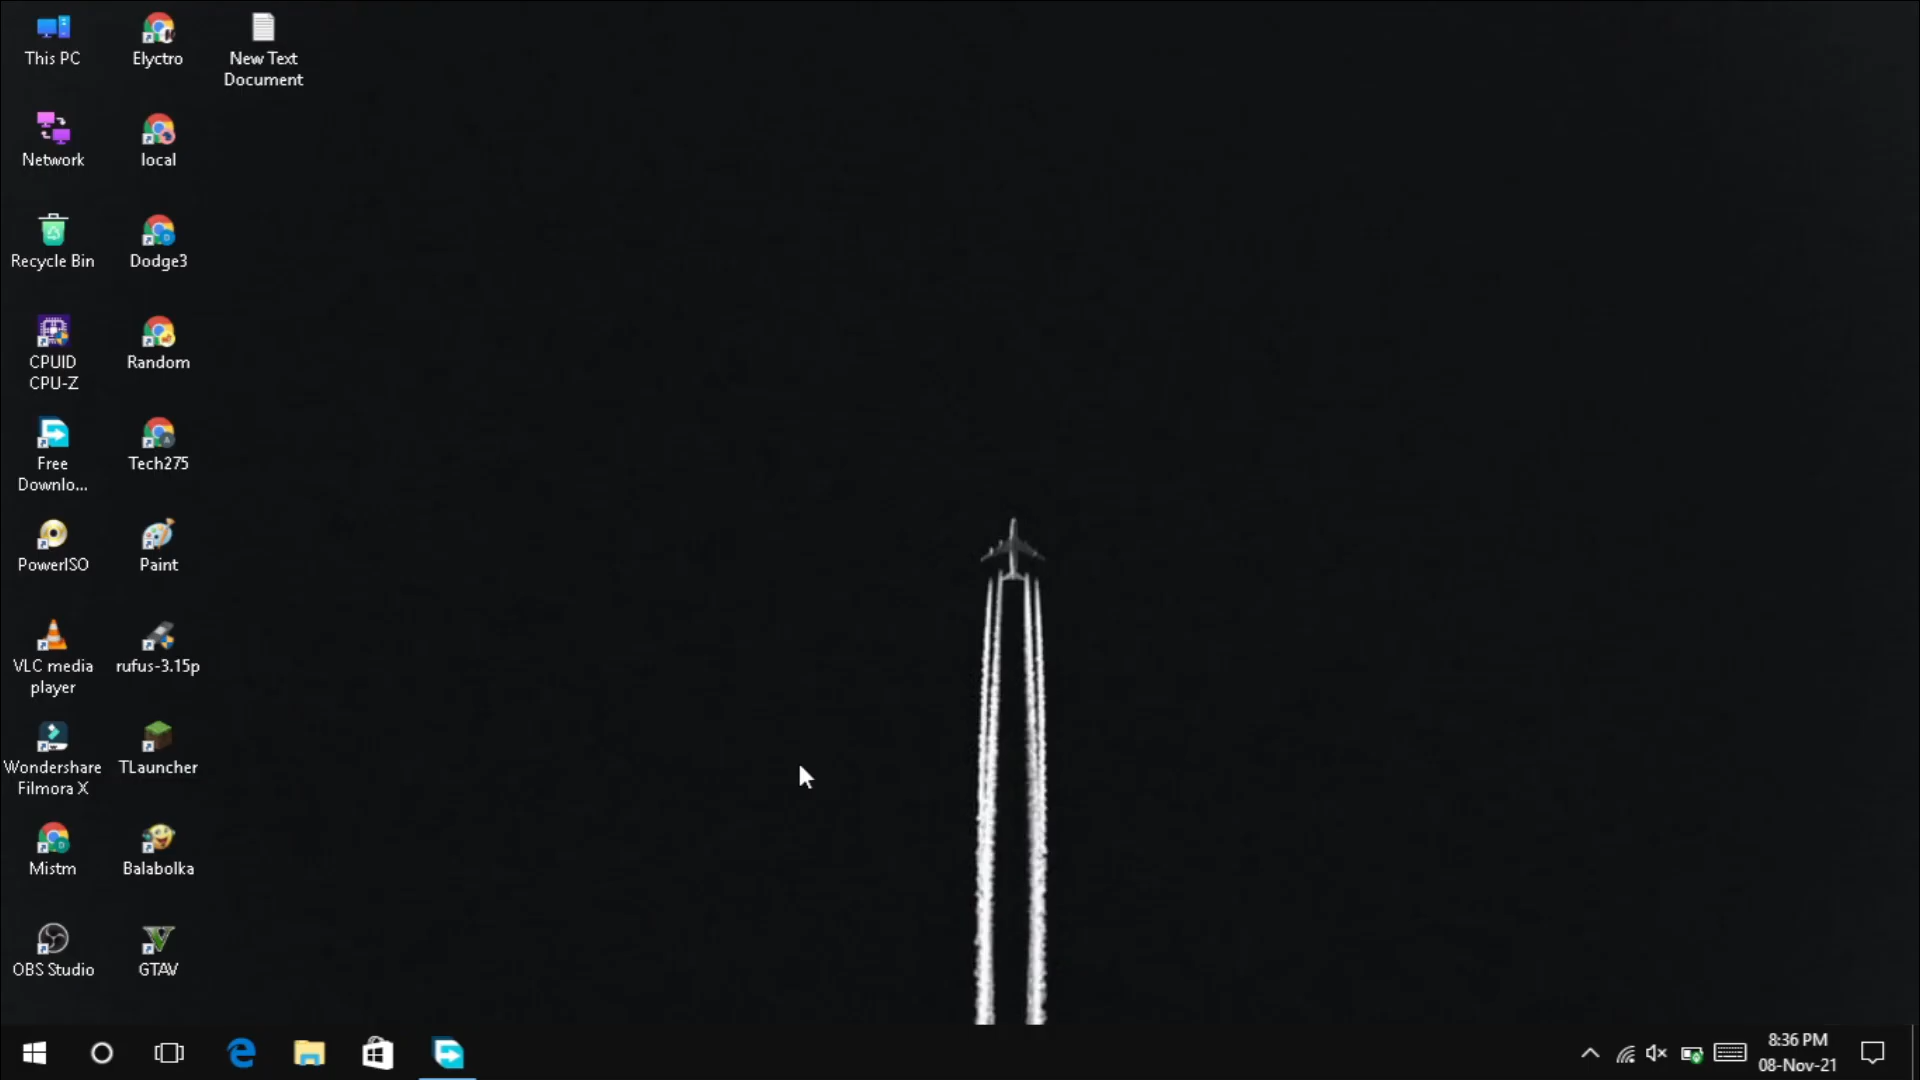 This PC
Elyctro
New Text
Document
Network
local
Recycle Bin
Dodge3
CPUID
CPU-Z
Random
Free
Downlo...
Tech275
PowerISO
Paint
VLC media
player
rufus-3.15p
Wondershare
Filmora X
TLauncher
Mistm
Balabolka
OBS Studio
GTAV
8:36 PM
08-Nov-21